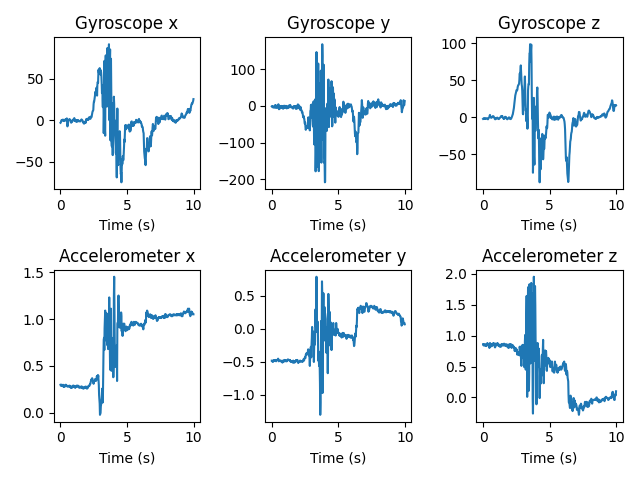 Gyroscope x
Gyroscope y
Gyroscope z
50
0
−50
100
0
−100
−200
100
50
0
−50
0 5 10
0 5 10
0 5 10
Time (s)
Time (s)
Time (s)
Accelerometer x
Accelerometer y
Accelerometer z
1.5
1.0
0.5
0.0
0.5
0.0
−0.5
−1.0
2.0
1.5
1.0
0.5
0.0
0 5 10
0 5 10
0 5 10
Time (s)
Time (s)
Time (s)